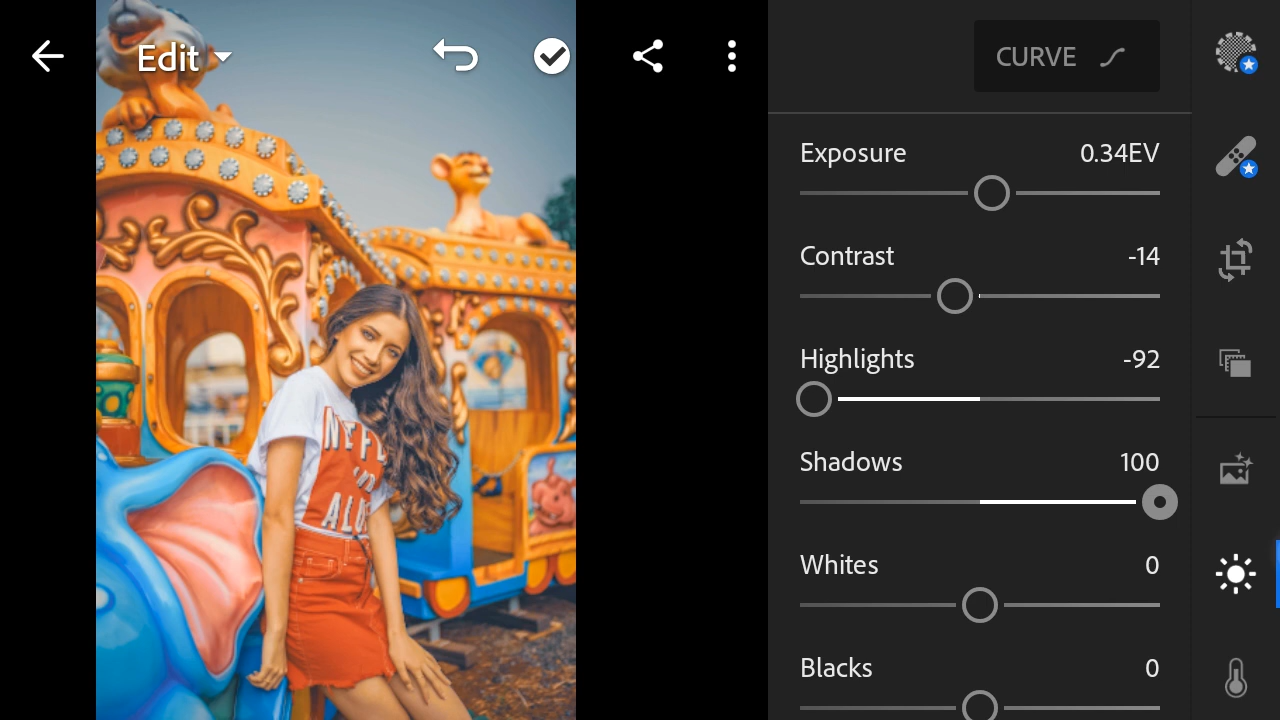 Edit
CURVE
Exposure 0.34EV
Contrast -14
Highlights -92
Shadows 100
Whites 0
Blacks 0